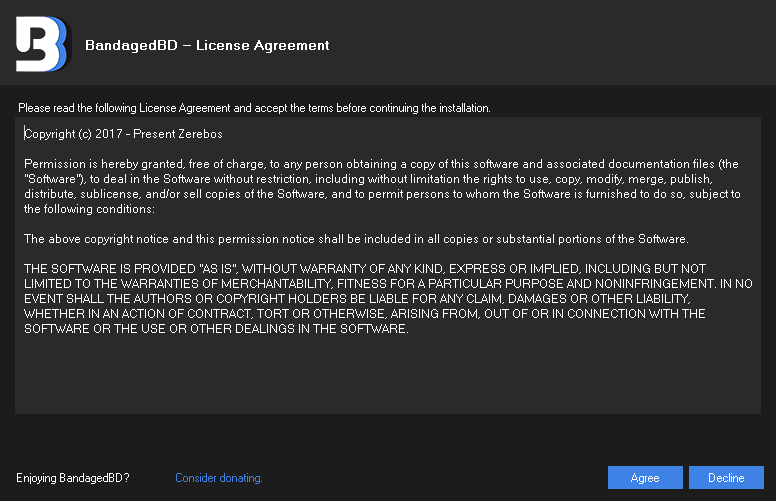 BandagedBD – License Agreement
Please read the following License Agreement and accept the terms before continuing the installation.
Copyright (c) 2017 - Present Zerebos
Permission is hereby granted, free of charge, to any person obtaining a copy of this software and associated documentation files (the
"Software"), to deal in the Software without restriction, including without limitation the rights to use, copy, modify, merge, publish,
distribute, sublicense, and/or sell copies of the Software, and to permit persons to whom the Software is furnished to do so, subject to
the following conditions:
The above copyright notice and this permission notice shall be included in all copies or substantial portions of the Software.
THE SOFTWARE IS PROVIDED "AS IS", WITHOUT WARRANTY OF ANY KIND, EXPRESS OR IMPLIED, INCLUDING BUT NOT
LIMITED TO THE WARRANTIES OF MERCHANTABILITY, FITNESS FOR A PARTICULAR PURPOSE AND NONINFRINGEMENT. IN NO
EVENT SHALL THE AUTHORS OR COPYRIGHT HOLDERS BE LIABLE FOR ANY CLAIM, DAMAGES OR OTHER LIABILITY,
WHETHER IN AN ACTION OF CONTRACT, TORT OR OTHERWISE, ARISING FROM, OUT OF OR IN CONNECTION WITH THE
SOFTWARE OR THE USE OR OTHER DEALINGS IN THE SOFTWARE.
Enjoying BandagedBD? Consider donating. Agree Decline